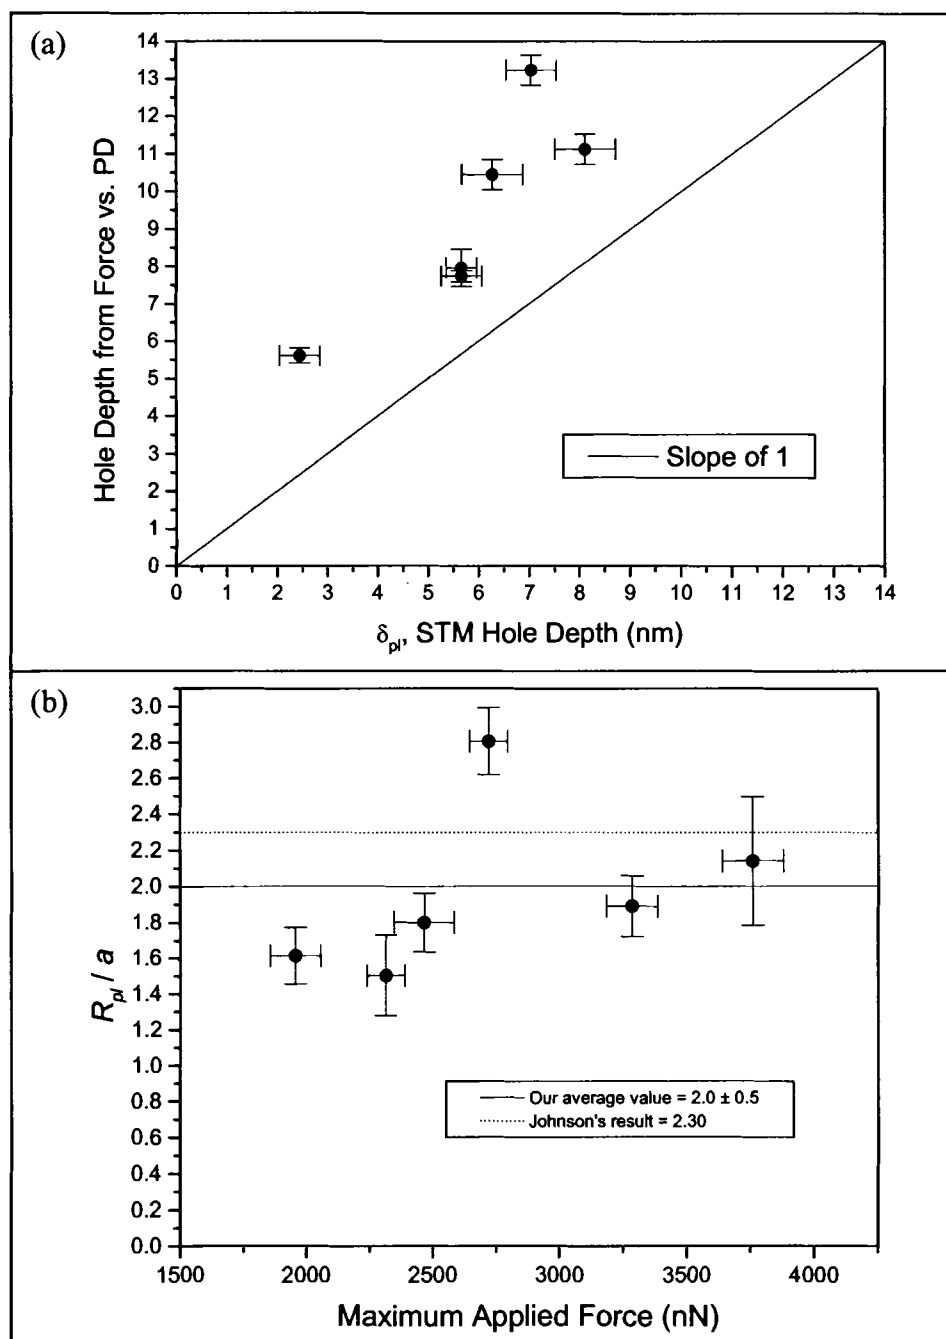 (a)
14
13
12
11
10
9
8
7
6
5
4
3
2
1
0
Hole Depth from Force vs. PD
Slope of 1
0 1 2 3 4 5 6 7 8 9 10 11 12 13 14
δpl, STM Hole Depth (nm)
(b)
3.0
2.8
2.6
2.4
2.2
2.0
1.8
1.6
1.4
1.2
1.0
0.8
0.6
0.4
0.2
0.0
Rpl / a
Our average value = 2.0 ± 0.5
Johnson's result = 2.30
1500 2000 2500 3000 3500 4000
Maximum Applied Force (nN)